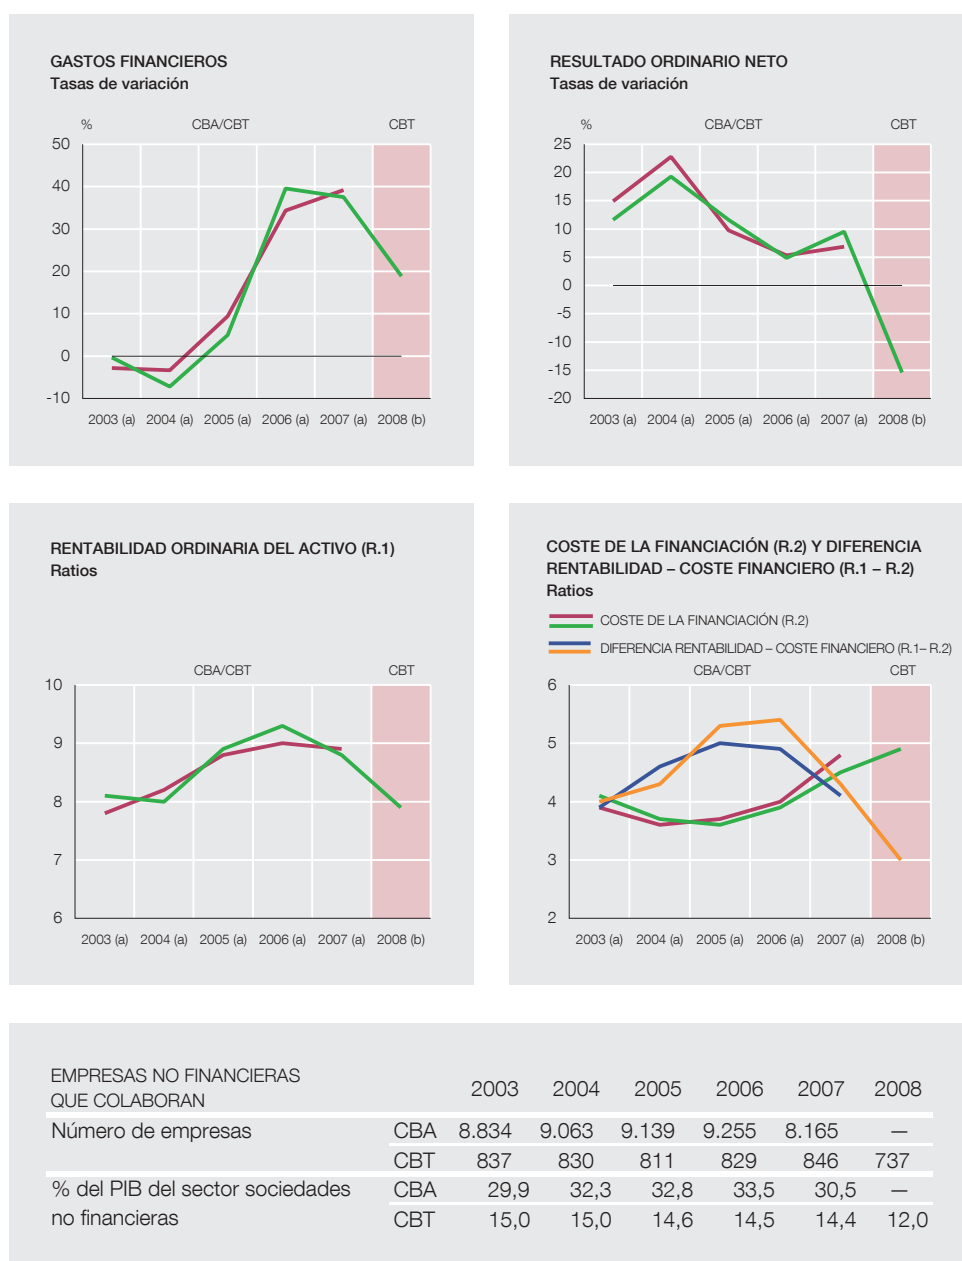 GASTOS FINANCIEROS
Tasas de variación
% CBA/CBT CBT
50
40
30
20
10
0
-10
2003 (a) 2004 (a) 2005 (a) 2006 (a) 2007 (a) 2008 (b)
RESULTADO ORDINARIO NETO
Tasas de variación
% CBA/CBT CBT
25
20
15
10
5
0
-5
-10
-15
-20
2003 (a) 2004 (a) 2005 (a) 2006 (a) 2007 (a) 2008 (b)
RENTABILIDAD ORDINARIA DEL ACTIVO (R.1)
Ratios
CBA/CBT CBT
10
9
8
7
6
2003 (a) 2004 (a) 2005 (a) 2006 (a) 2007 (a) 2008 (b)
COSTE DE LA FINANCIACIÓN (R.2) Y DIFERENCIA
RENTABILIDAD – COSTE FINANCIERO (R.1 – R.2)
Ratios
COSTE DE LA FINANCIACIÓN (R.2)
DIFERENCIA RENTABILIDAD – COSTE FINANCIERO (R.1– R.2)
CBA/CBT CBT
6
5
4
3
2
2003 (a) 2004 (a) 2005 (a) 2006 (a) 2007 (a) 2008 (b)
EMPRESAS NO FINANCIERAS
QUE COLABORAN 2003 2004 2005 2006 2007 2008
Número de empresas CBA 8.834 9.063 9.139 9.255 8.165 —
CBT 837 830 811 829 846 737
% del PIB del sector sociedades CBA 29,9 32,3 32,8 33,5 30,5 —
no financieras CBT 15,0 15,0 14,6 14,5 14,4 12,0